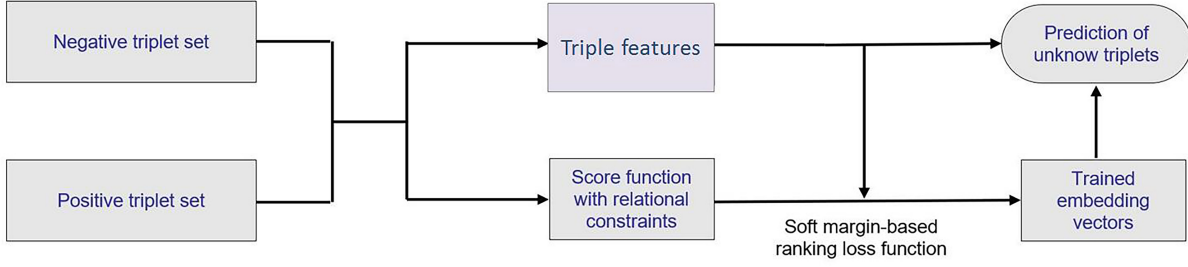 Negative triplet set
Triple features
Prediction of
unknow triplets
Positive triplet set
Score function
with relational
constraints
Soft margin-based
ranking loss function
Trained
embedding
vectors